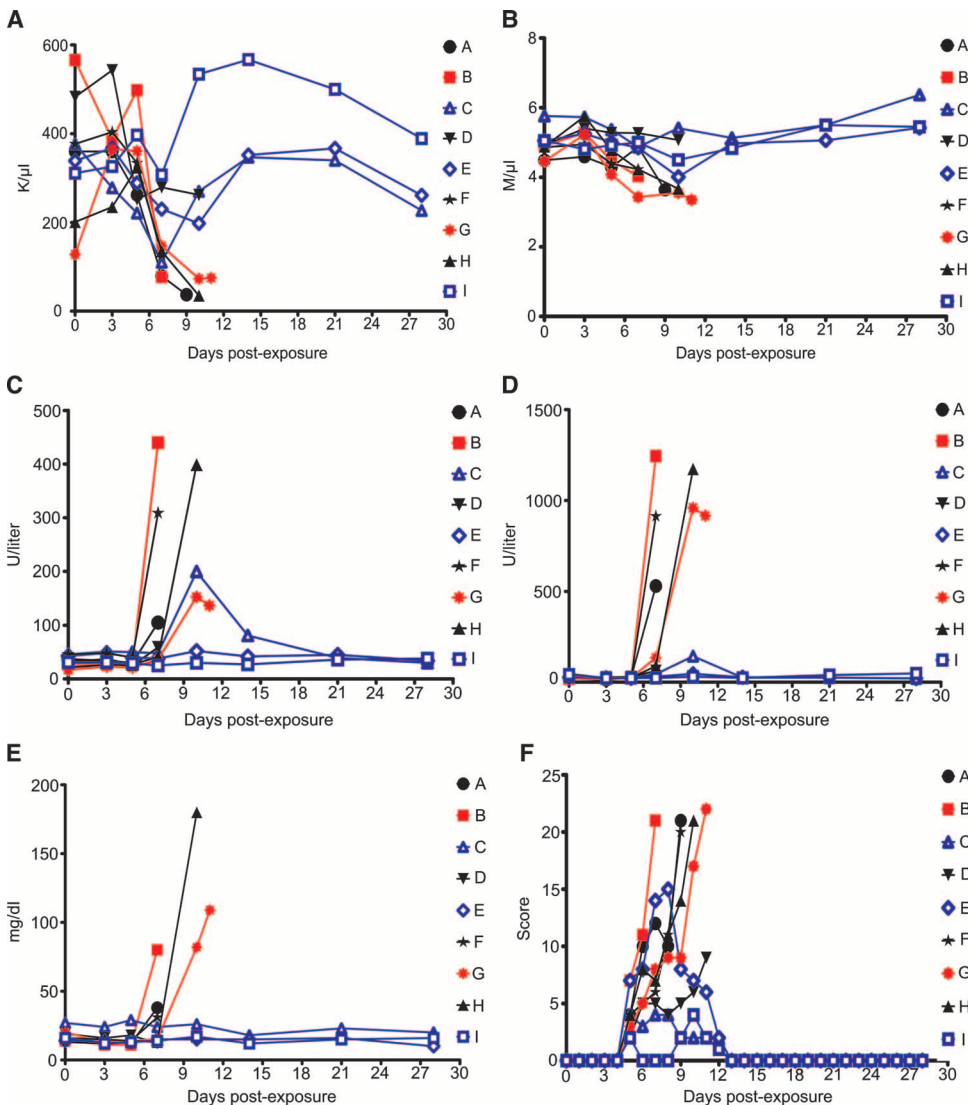 A
K/µl
600
400
200
0
0 3 6 9 12 15 18 21 24 27 30
Days post-exposure
A
B
C
D
E
F
G
H
I
B
M/µl
8
6
4
2
0
0 3 6 9 12 15 18 21 24 27 30
Days post-exposure
A
B
C
D
E
F
G
H
I
C
U/liter
500
400
300
200
100
0
0 3 6 9 12 15 18 21 24 27 30
Days post-exposure
A
B
C
D
E
F
G
H
I
D
U/liter
1500
1000
500
0
0 3 6 9 12 15 18 21 24 27 30
Days post-exposure
A
B
C
D
E
F
G
H
I
E
mg/dl
200
150
100
50
0
0 3 6 9 12 15 18 21 24 27 30
Days post-exposure
A
B
C
D
E
F
G
H
I
F
Score
25
20
15
10
5
0
0 3 6 9 12 15 18 21 24 27 30
Days post-exposure
A
B
C
D
E
F
G
H
I